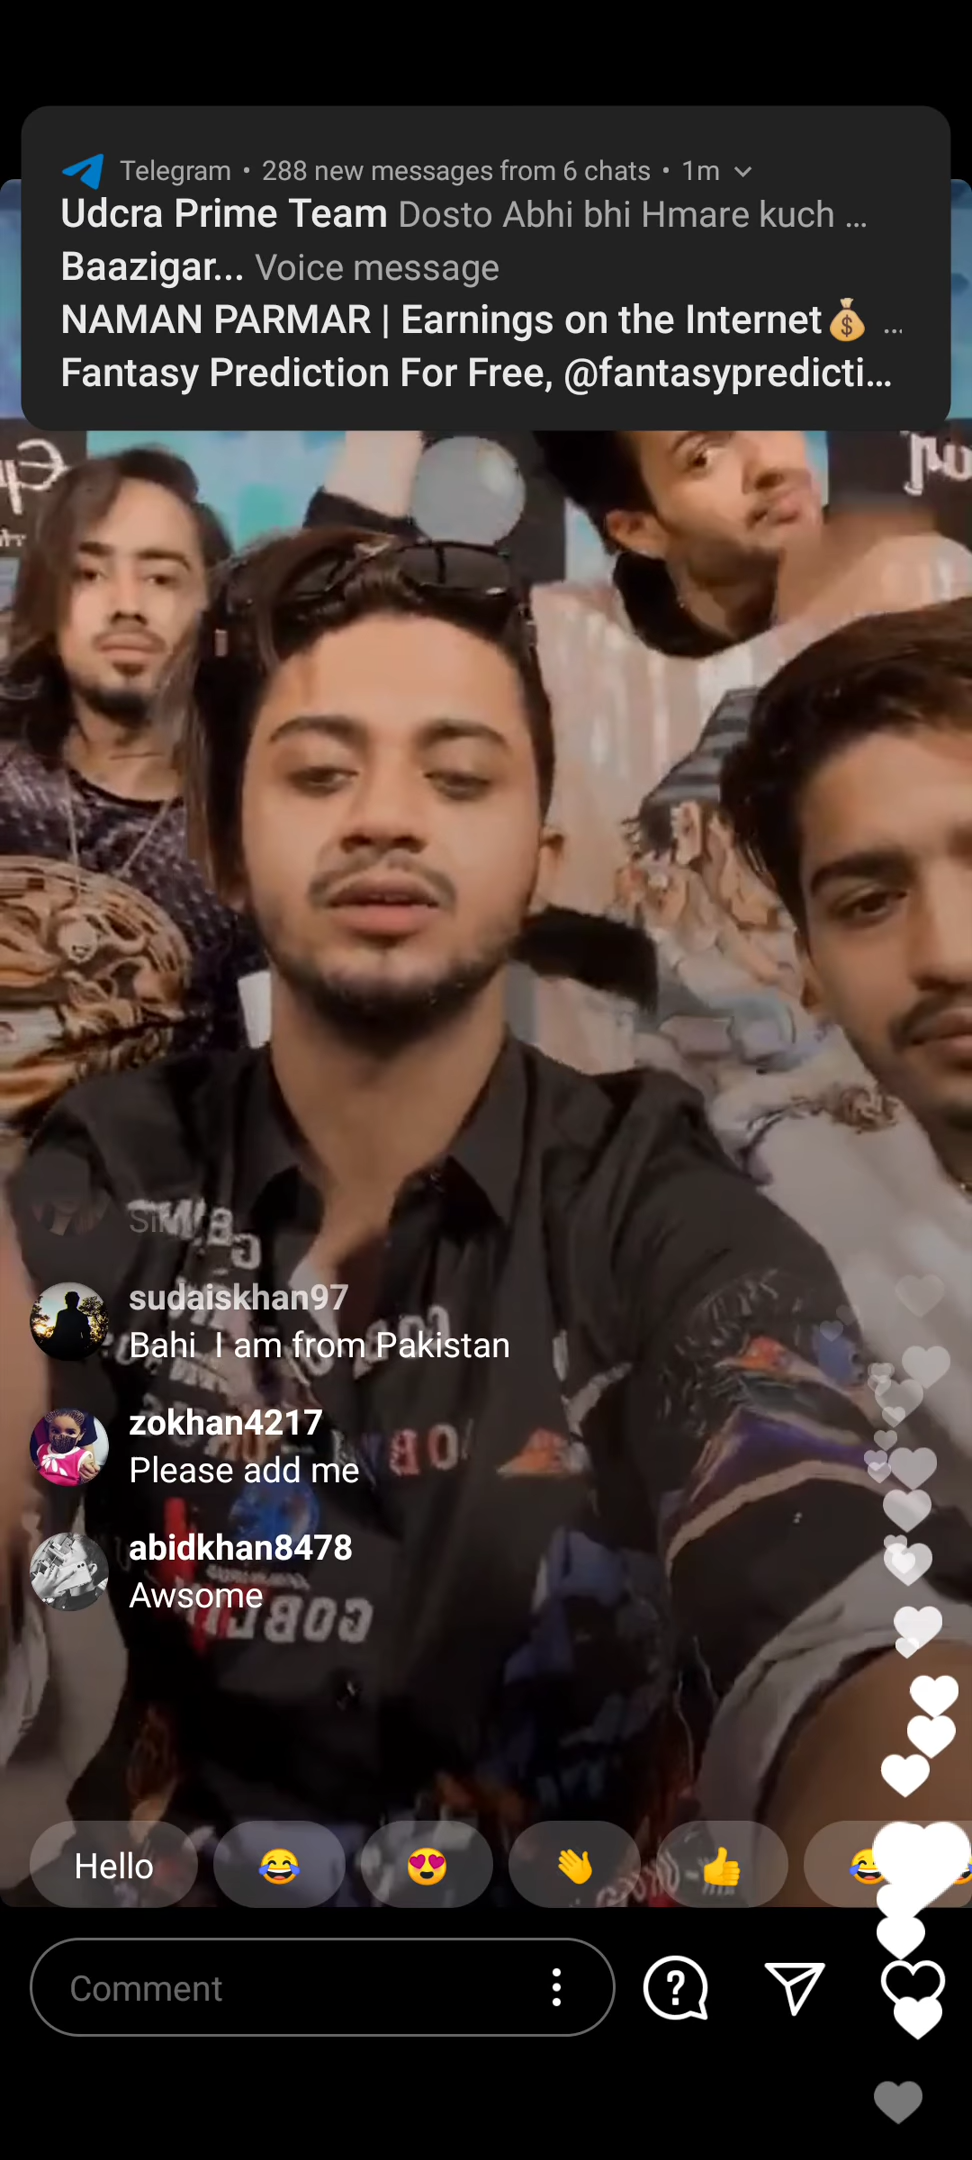 Telegram • 288 new messages from 6 chats • 1m
Udcra Prime Team Dosto Abhi bhi Hmare kuch ...
Baazigar... Voice message
NAMAN PARMAR | Earnings on the Internet💰 ...
Fantasy Prediction For Free, @fantasypredicti...
sudaiskhan97
Bahi I am from Pakistan
zokhan4217
Please add me
abidkhan8478
Awsome
GOBLIN
Hello 😂 😍 👋 👍 😂
Comment